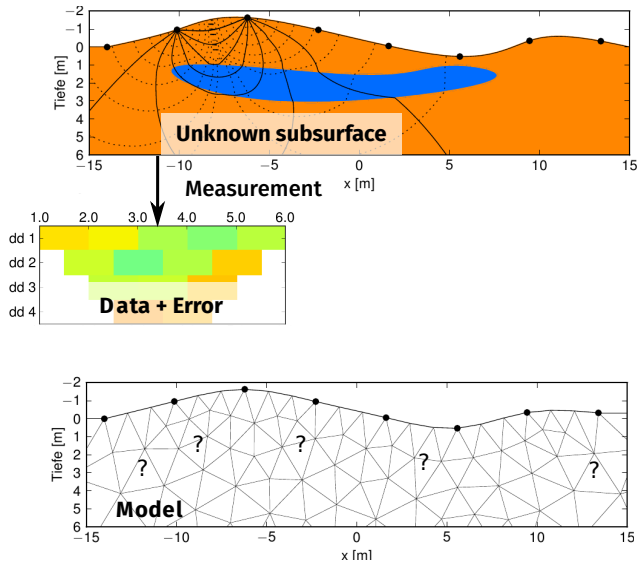 −2
−1
0
1
2
3
4
5
6
Tiefe [m]
Unknown subsurface
−15 −10 −5 0 5 10 15
x [m]
Measurement
1.0 2.0 3.0 4.0 5.0 6.0
dd 1
dd 2
dd 3
Data + Error
dd 4
−2
−1
0
1
2
3
4
5
6
Tiefe [m]
? ? ? ? ? 
Model
−15 −10 −5 0 5 10 15
x [m]